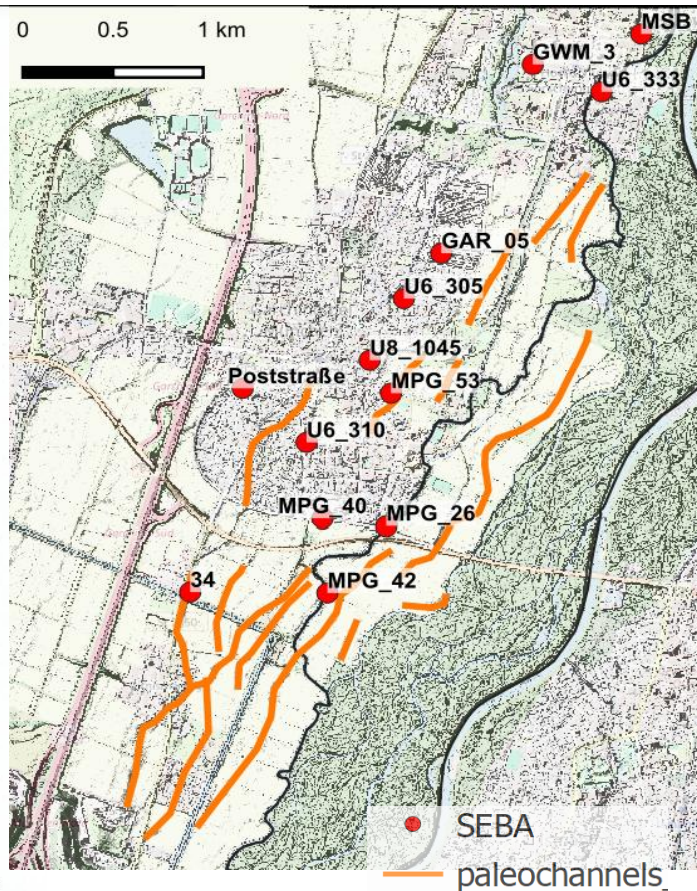 0 0.5 1 km
MSB
GWM_3
U6_333
GAR_05
U6_305
U8_1045
Poststraße
MPG_53
U6_310
MPG_40
MPG_26
34
MPG_42
SEBA
paleochannels